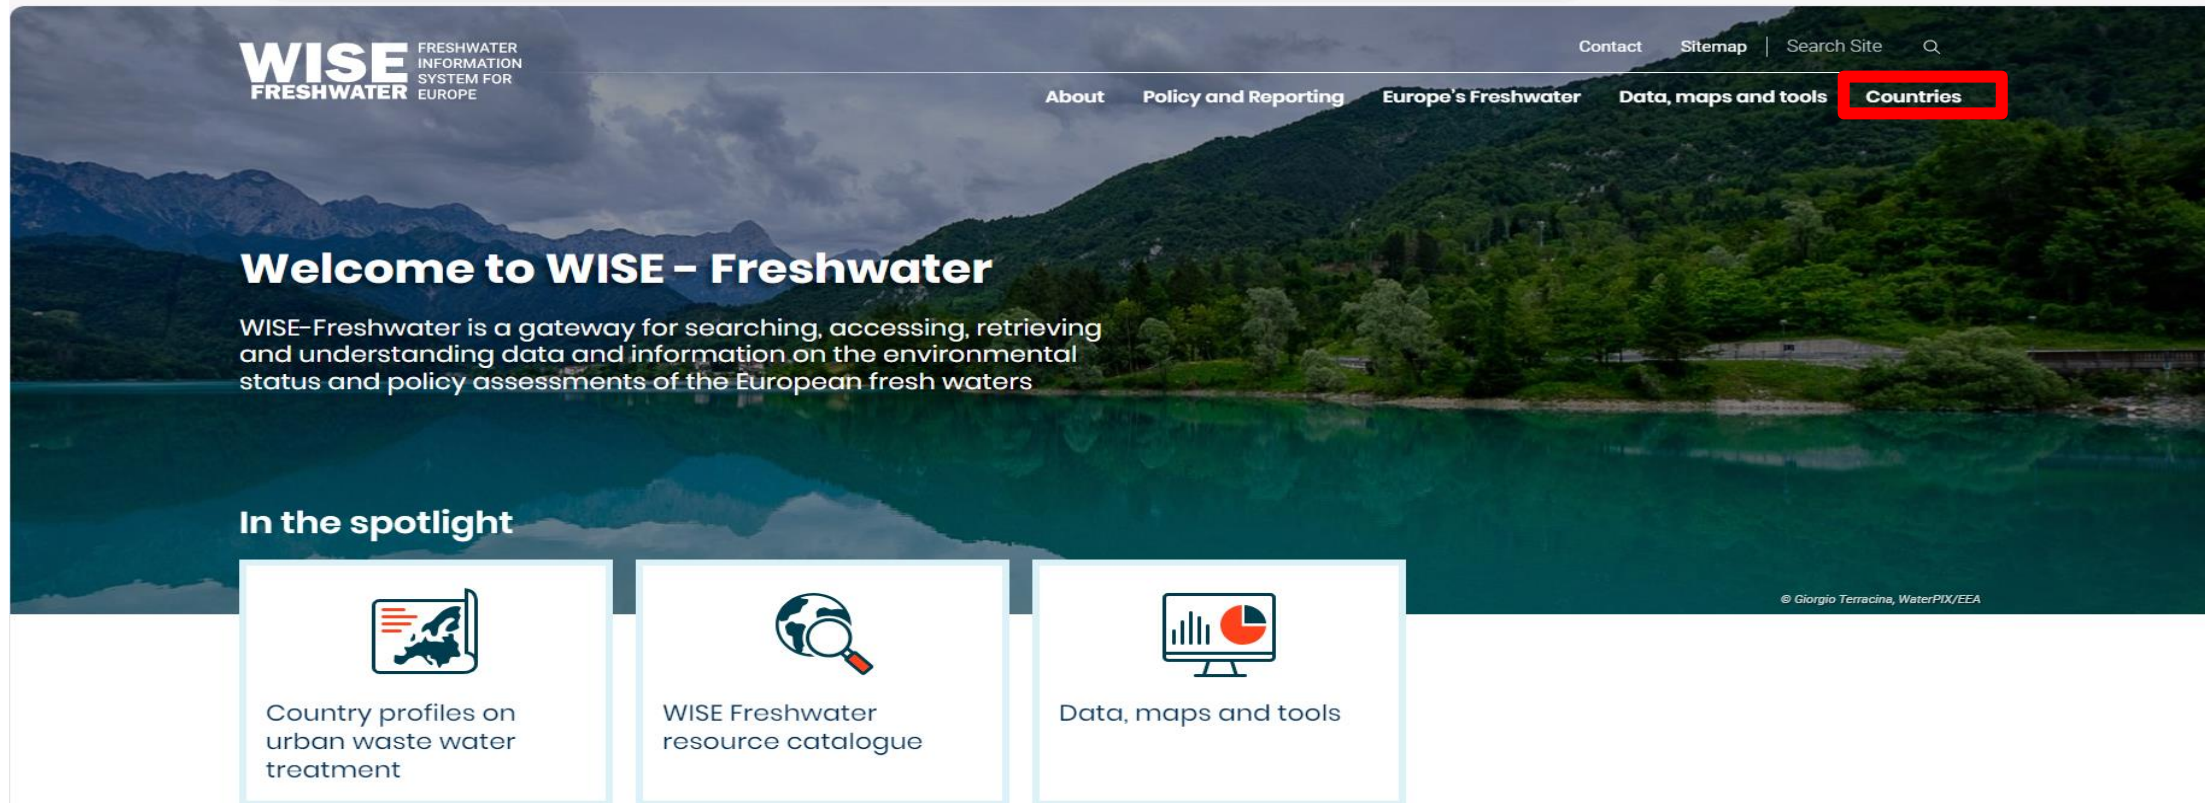 WISE
FRESHWATER
FRESHWATER
INFORMATION
SYSTEM FOR
EUROPE
Contact Sitemap Search Site
About Policy and Reporting Europe's Freshwater Data, maps and tools Countries
Welcome to WISE – Freshwater
WISE-Freshwater is a gateway for searching, accessing, retrieving
and understanding data and information on the environmental
status and policy assessments of the European fresh waters
In the spotlight
© Giorgio Terracina, WaterPIX/EEA
Country profiles on
urban waste water
treatment
WISE Freshwater
resource catalogue
Data, maps and tools